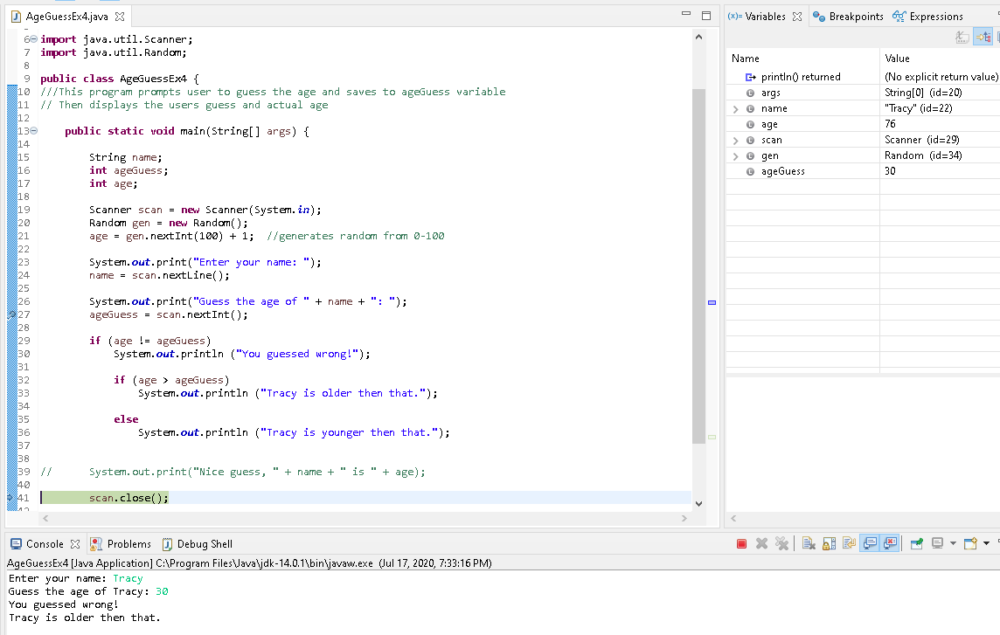 AgeGuessEx4.java
6 import java.util.Scanner;
7 import java.util.Random;
8
9 public class AgeGuessEx4 {
10 ///This program prompts user to guess the age and saves to ageGuess variable
11 // Then displays the users guess and actual age
12
13 public static void main(String[] args) {
14
15 String name;
16 int ageGuess;
17 int age;
18
19 Scanner scan = new Scanner(System.in);
20 Random gen = new Random();
21 age = gen.nextInt(100) + 1;  //generates random from 0-100
22
23 System.out.print("Enter your name: ");
24 name = scan.nextLine();
25
26 System.out.print("Guess the age of " + name + ": ");
27 ageGuess = scan.nextInt();
28
29 if (age != ageGuess)
30 System.out.println ("You guessed wrong!");
31
32 if (age > ageGuess)
33 System.out.println ("Tracy is older then that.");
34
35 else
36 System.out.println ("Tracy is younger then that.");
37
38
39 //      System.out.print("Nice guess, " + name + " is " + age);
40
41 scan.close();
(x)= Variables Breakpoints Expressions
Name Value
println() returned (No explicit return value)
args String[0] (id=20)
name "Tracy" (id=22)
age 76
scan Scanner (id=29)
gen Random (id=34)
ageGuess 30
Console Problems Debug Shell
AgeGuessEx4 [Java Application] C:\Program Files\Java\jdk-14.0.1\bin\javaw.exe (Jul 17, 2020, 7:33:16 PM)
Enter your name: Tracy
Guess the age of Tracy: 30
You guessed wrong!
Tracy is older then that.